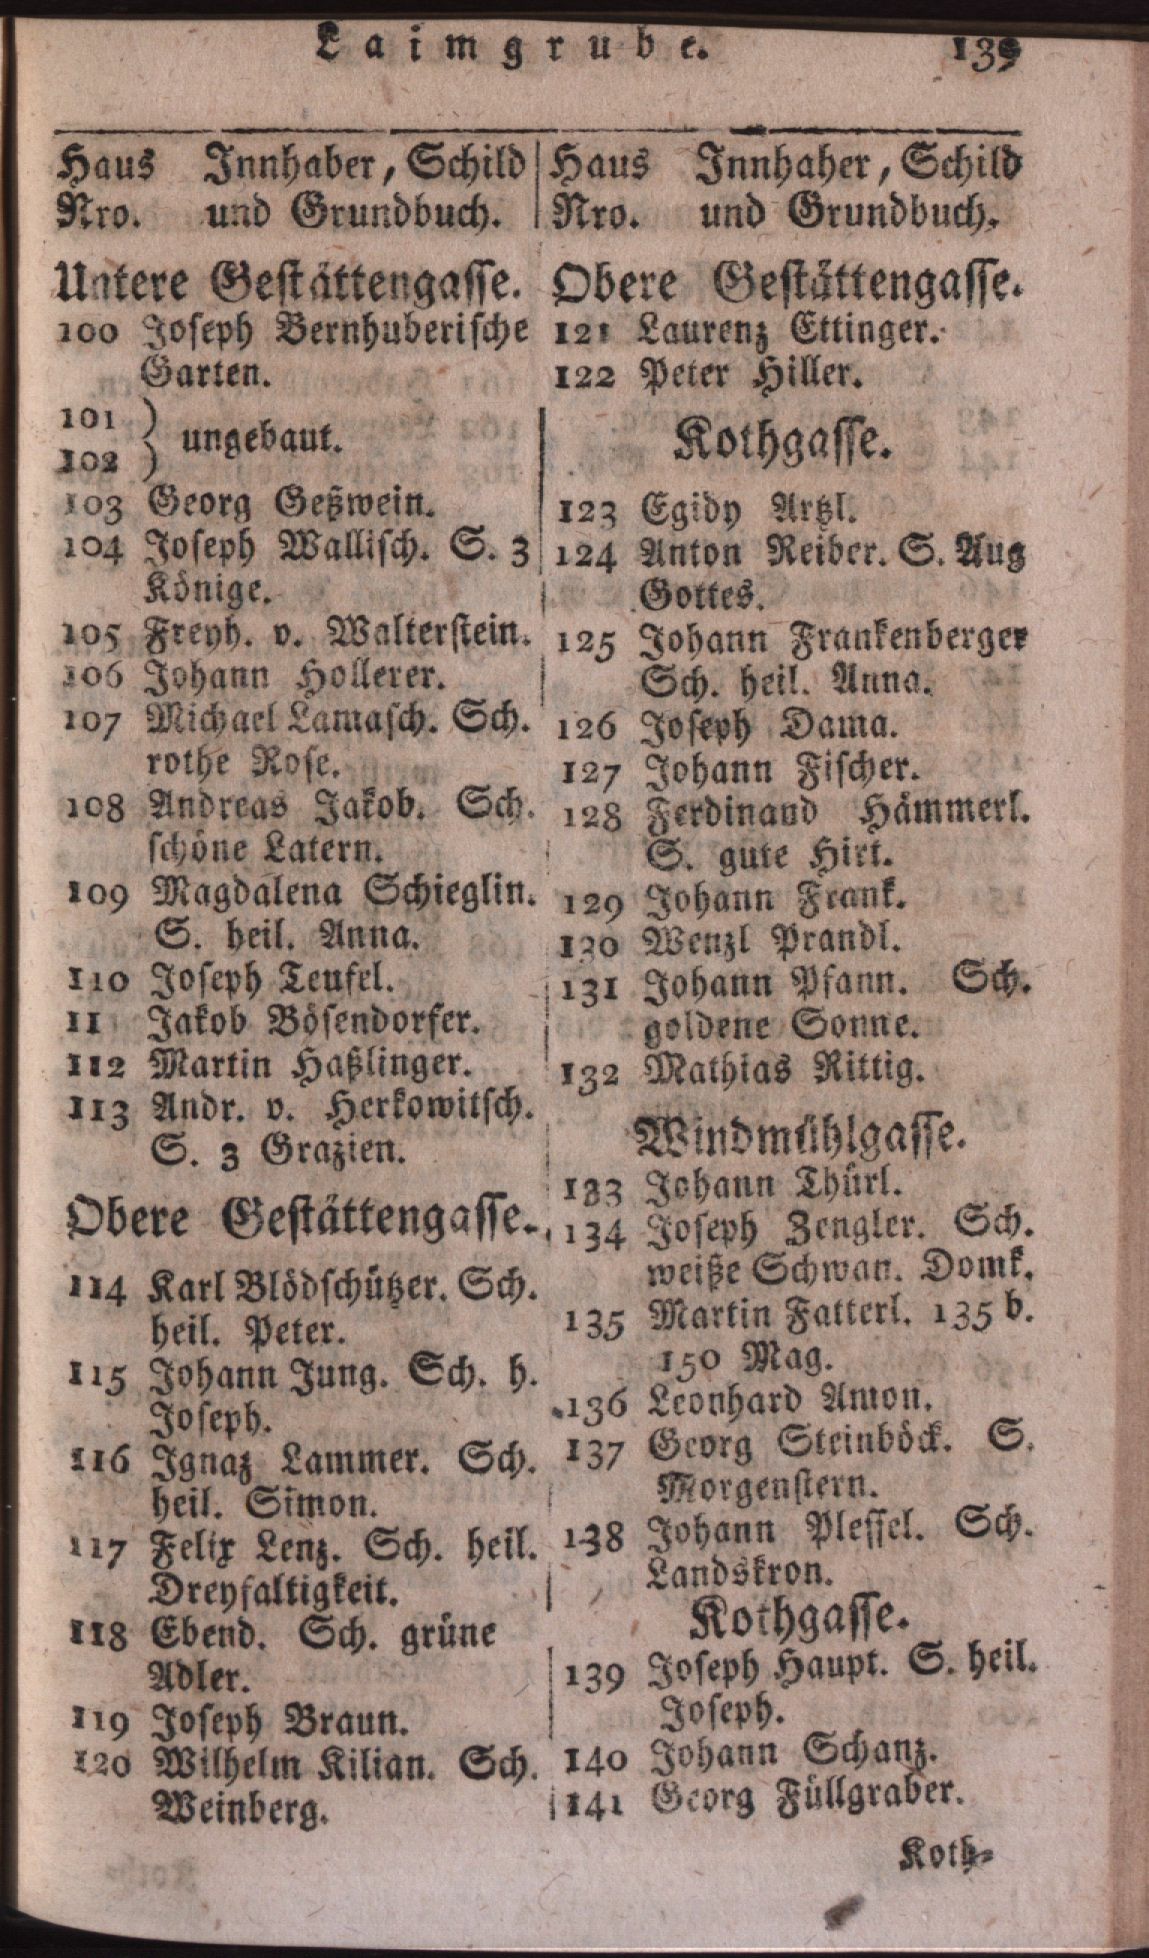 Laimgrube. 139
Haus Innhaber, Schild
Nro. und Grundbuch.
Untere Gestättengasse.
100 Joseph Bernhuberische
Garten.
101
102 ) ungebaut.
103 Georg Geßwein.
104 Joseph Wallisch. S. 3
Könige.
105 Freyh. v. Walterstein.
106 Johann Hollerer.
107 Michael Lamasch. Sch.
rothe Rose.
108 Andreas Jakob. Sch.
schöne Latern.
109 Magdalena Schieglin.
S. heil. Anna.
110 Joseph Teufel.
11 Jakob Bösendorfer.
112 Martin Haßlinger.
113 Andr. v. Herkowitsch.
S. 3 Grazien.
Obere Gestättengasse.
114 Karl Blödschützer. Sch.
heil. Peter.
115 Johann Jung. Sch. h.
Joseph.
116 Ignaz Lammer. Sch.
heil. Simon.
117 Felix Lenz. Sch. heil.
Dreyfaltigkeit.
118 Ebend. Sch. grüne
Adler.
119 Joseph Braun.
120 Wilhelm Kilian. Sch.
Weinberg.
Haus Innhaher, Schild
Nro. und Grundbuch.
Obere Gestättengasse.
121 Laurenz Ettinger.
122 Peter Hiller.
Kothgasse.
123 Egidy Artzl.
124 Anton Reiber. S. Aug
Gottes.
125 Johann Frankenberger
Sch. heil. Anna.
126 Joseph Dama.
127 Johann Fischer.
128 Ferdinand Hämmerl.
S. gute Hirt.
129 Johann Frank.
130 Wenzl Prandl.
131 Johann Pfann. Sch.
goldene Sonne.
132 Mathias Rittig.
Windmühlgasse.
133 Johann Thürl.
134 Joseph Zengler. Sch.
weiße Schwan. Domk.
135 Martin Fatterl. 135 b.
150 Mag.
136 Leonhard Amon.
137 Georg Steinböck. S.
Morgenstern.
138 Johann Plessel. Sch.
Landskron.
Kothgasse.
139 Joseph Haupt. S. heil.
Joseph.
140 Johann Schanz.
141 Georg Füllgraber.
Koth-